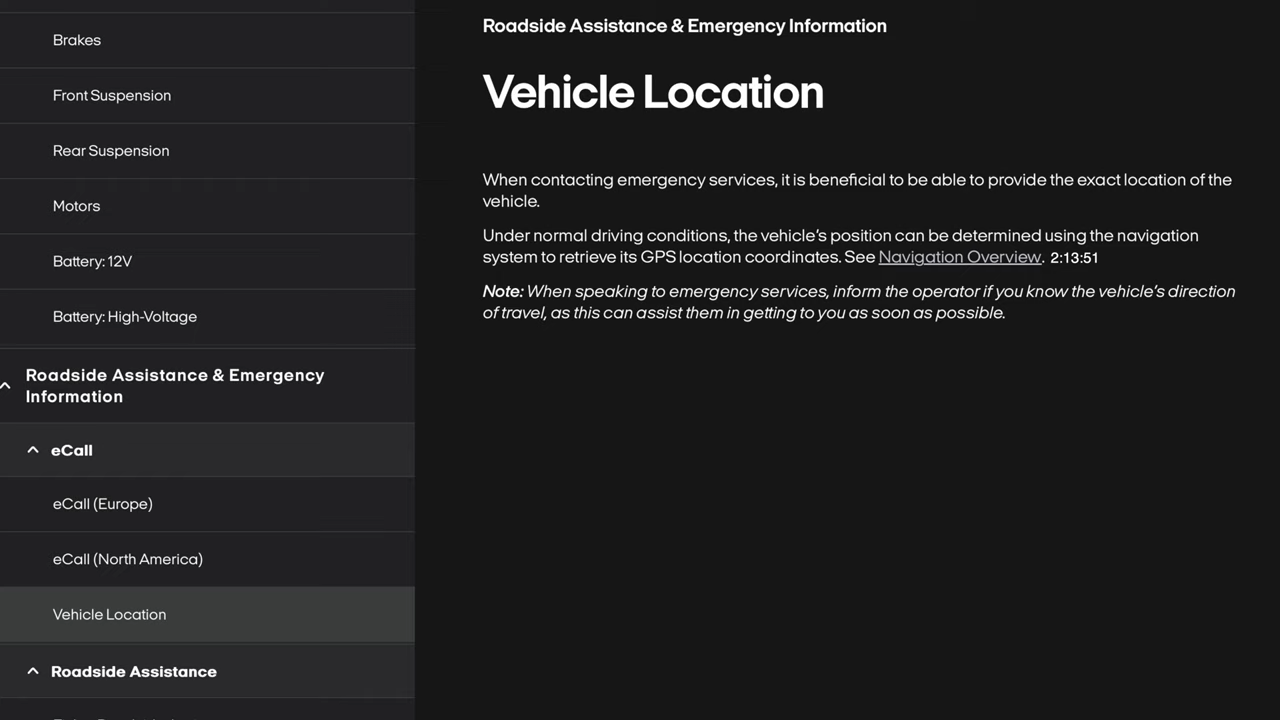 Brakes
Front Suspension
Rear Suspension
Motors
Battery: 12V
Battery: High-Voltage
Roadside Assistance & Emergency
Information
eCall
eCall (Europe)
eCall (North America)
Vehicle Location
Roadside Assistance
Roadside Assistance & Emergency Information
Vehicle Location
When contacting emergency services, it is beneficial to be able to provide the exact location of the
vehicle.
Under normal driving conditions, the vehicle's position can be determined using the navigation
system to retrieve its GPS location coordinates. See Navigation Overview. 2:13:51
Note: When speaking to emergency services, inform the operator if you know the vehicle's direction
of travel, as this can assist them in getting to you as soon as possible.